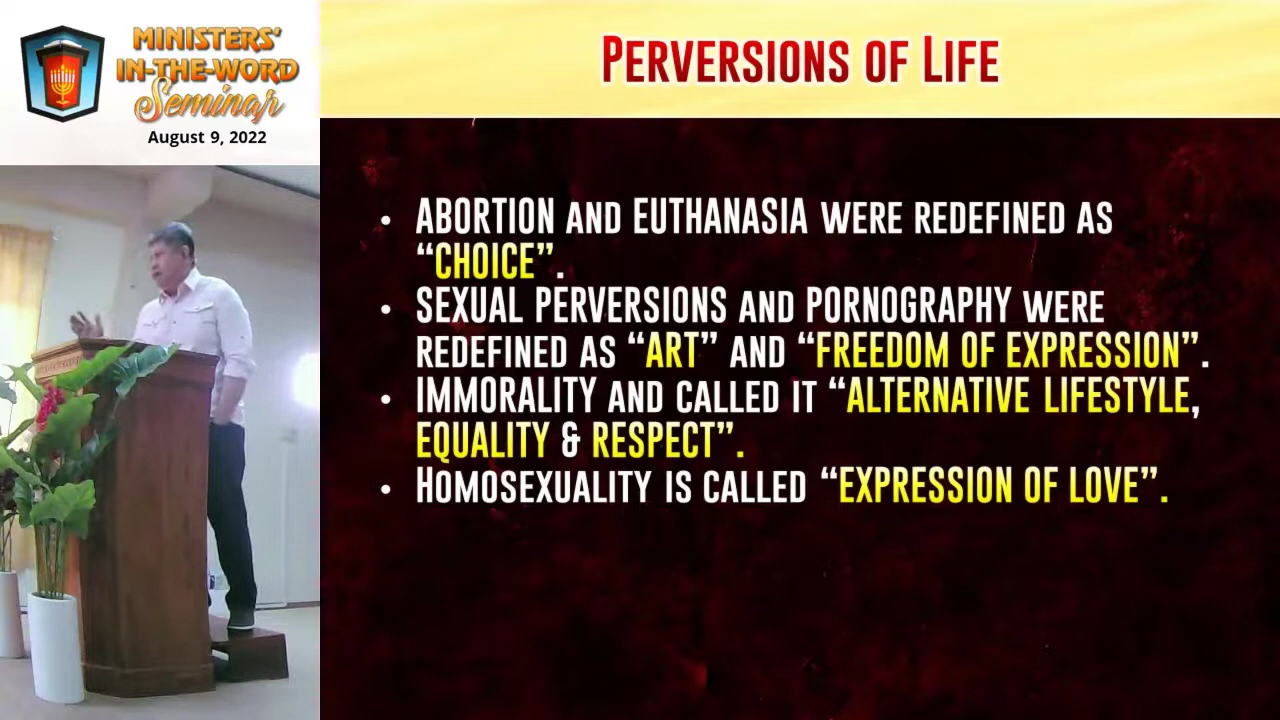 MINISTERS'
IN-THE-WORD
Seminar
August 9, 2022
PERVERSIONS OF LIFE
• ABORTION AND EUTHANASIA WERE REDEFINED AS
“CHOICE”.
• SEXUAL PERVERSIONS AND PORNOGRAPHY WERE
REDEFINED AS “ART” AND “FREEDOM OF EXPRESSION”.
• IMMORALITY AND CALLED IT “ALTERNATIVE LIFESTYLE,
EQUALITY & RESPECT”.
• HOMOSEXUALITY IS CALLED “EXPRESSION OF LOVE”.